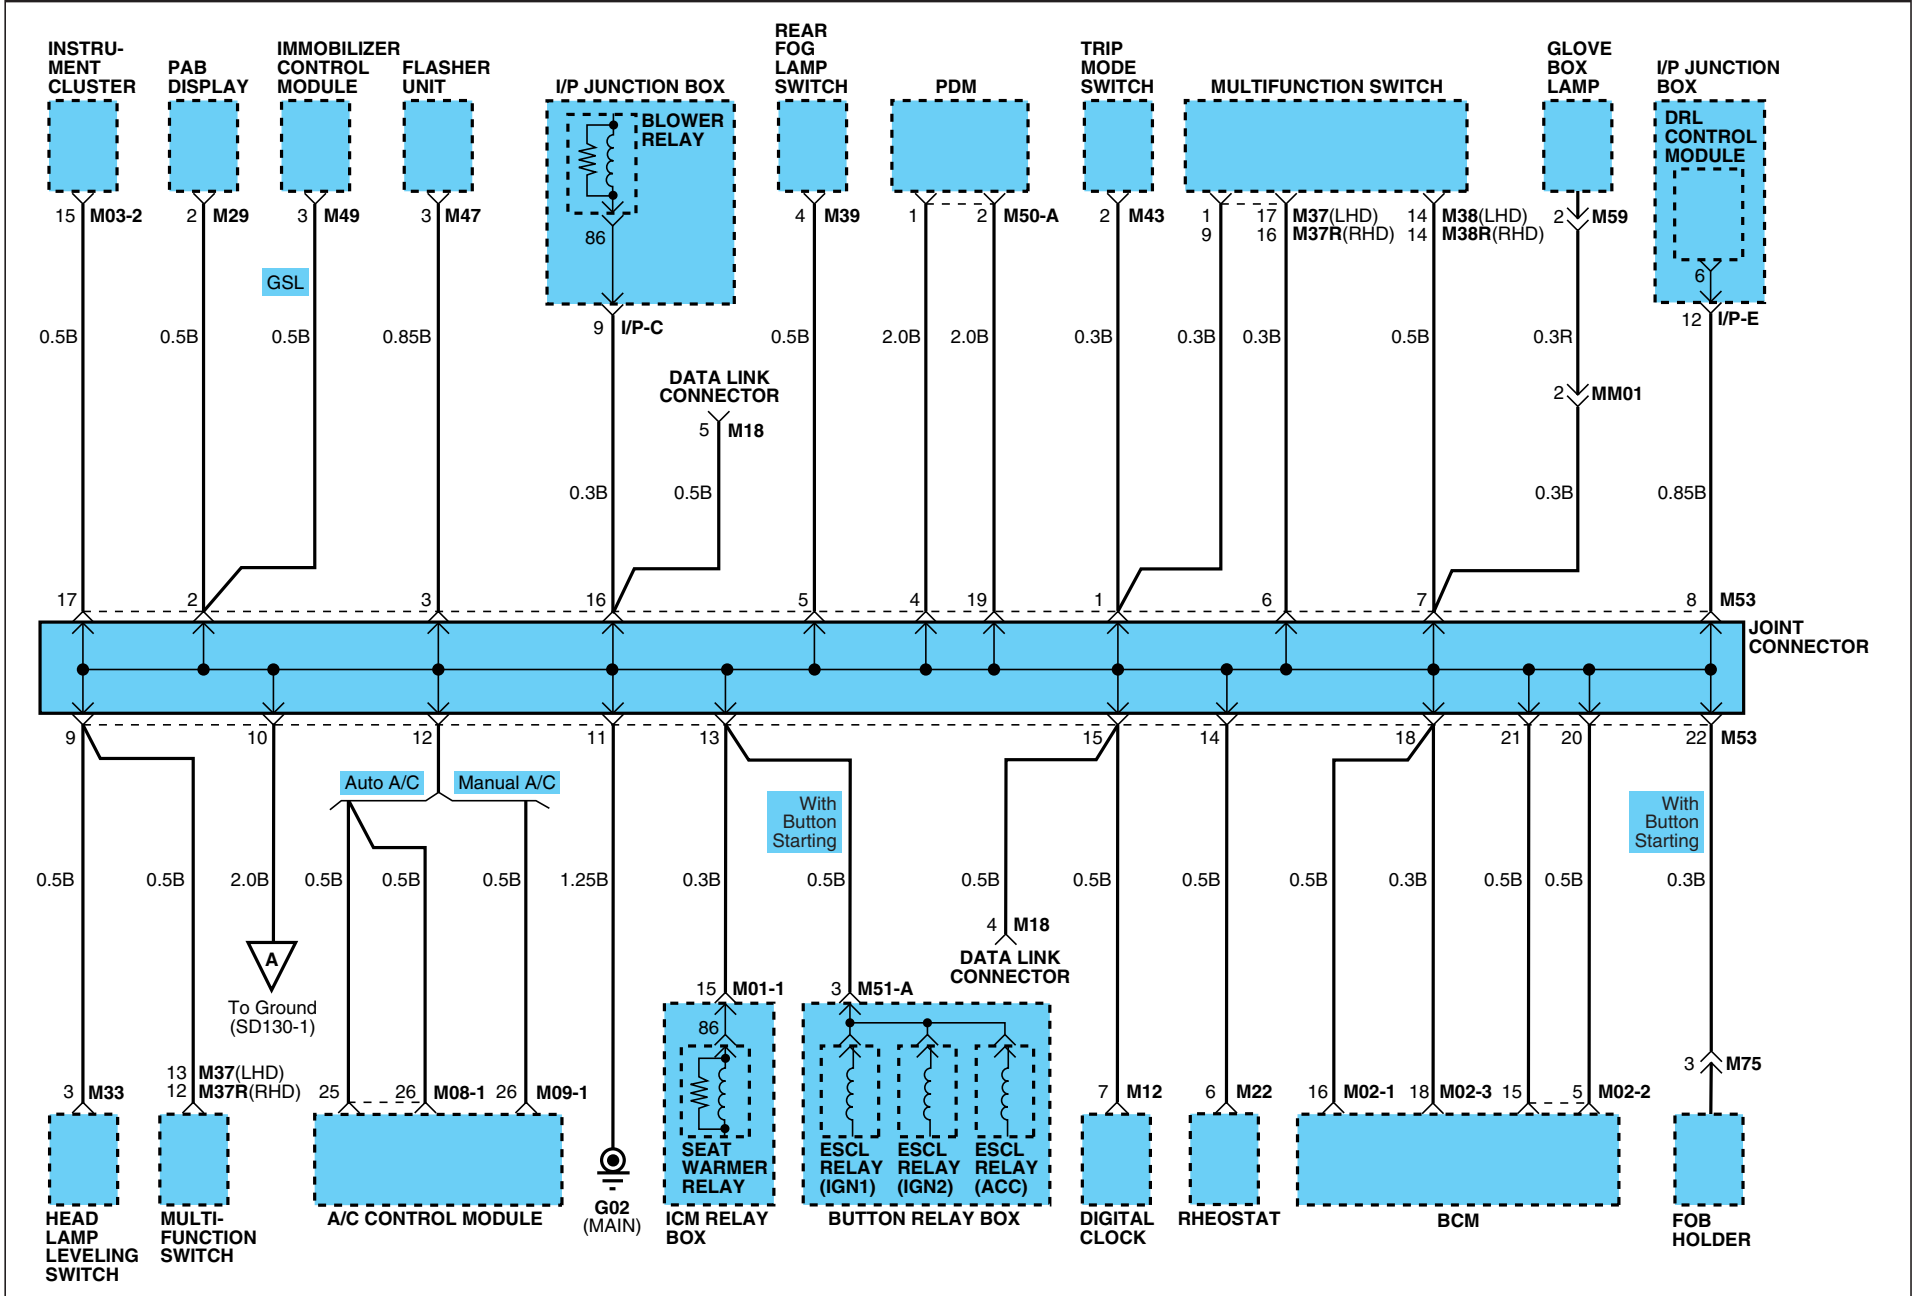 INSTRU-
MENT
CLUSTER
PAB
DISPLAY
IMMOBILIZER
CONTROL
MODULE
FLASHER
UNIT
I/P JUNCTION BOX
BLOWER
RELAY
REAR
FOG
LAMP
SWITCH
PDM
TRIP
MODE
SWITCH
MULTIFUNCTION SWITCH
GLOVE
BOX
LAMP
I/P JUNCTION
BOX
DRL
CONTROL
MODULE
15 M03-2
2 M29
3 M49
3 M47
86
4 M39
1
2 M50-A
2 M43
1
9
17 M37(LHD)
16 M37R(RHD)
14 M38(LHD)
14 M38R(RHD)
2 M59
6
GSL
9 I/P-C
12 I/P-E
0.5B
0.5B
0.5B
0.85B
0.5B
2.0B
2.0B
0.3B
0.3B
0.3B
0.5B
0.3R
DATA LINK
CONNECTOR
5 M18
2 MM01
0.3B
0.5B
0.3B
0.85B
17
2
3
16
5
4
19
1
6
7
8 M53
JOINT
CONNECTOR
9
10
12
11
13
15
14
18
21
20
22 M53
Auto A/C
Manual A/C
With
Button
Starting
With
Button
Starting
0.5B
0.5B
2.0B
0.5B
0.5B
0.5B
1.25B
0.3B
0.5B
0.5B
0.5B
0.5B
0.5B
0.3B
0.5B
0.5B
0.3B
4 M18
DATA LINK
CONNECTOR
A
To Ground
(SD130-1)
15 M01-1
3 M51-A
86
3 M33
13 M37(LHD)
12 M37R(RHD)
25
26 M08-1
26 M09-1
7 M12
6 M22
16 M02-1
18 M02-3
15
5 M02-2
3 M75
SEAT
WARMER
RELAY
ESCL
RELAY
(IGN1)
ESCL
RELAY
(IGN2)
ESCL
RELAY
(ACC)
HEAD
LAMP
LEVELING
SWITCH
MULTI-
FUNCTION
SWITCH
A/C CONTROL MODULE
G02
(MAIN)
ICM RELAY
BOX
BUTTON RELAY BOX
DIGITAL
CLOCK
RHEOSTAT
BCM
FOB
HOLDER